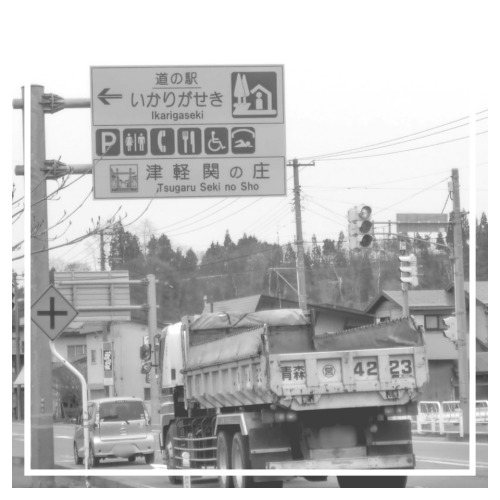 道の駅
いかりがせき
Ikarigaseki
P
津軽関の庄
Tsugaru Seki no Sho
青森 営 42 23